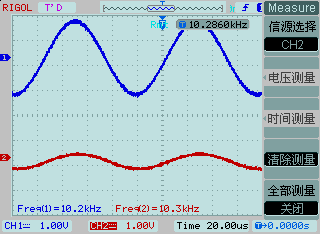 RIGOL T'D Measure
10.2860kHz 信源选择
CH2
1
电压测量
时间测量
2 清除测量
全部测量
Freq(1)=10.2kHz Freq(2)=10.3kHz 关闭
CH1 1.00V CH2 1.00V Time 20.00us 0.0000s